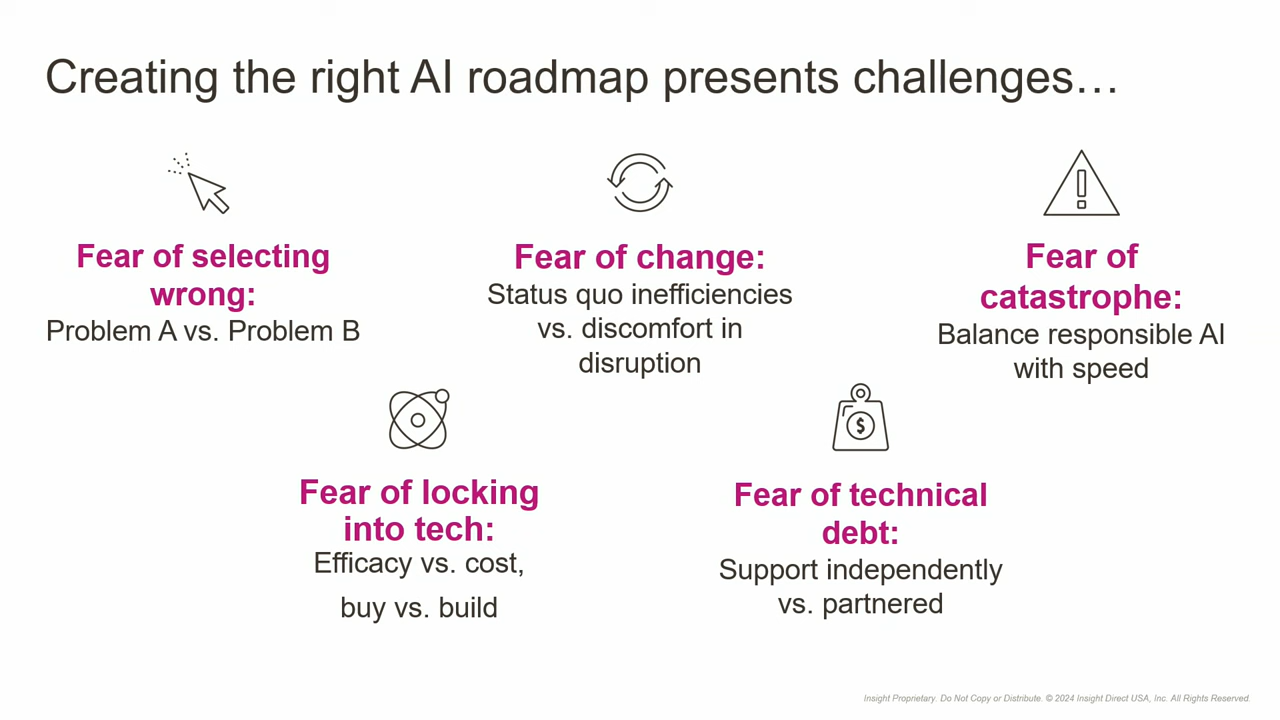 Creating the right AI roadmap presents challenges…
Fear of selecting
wrong:
Problem A vs. Problem B
Fear of change:
Status quo inefficiencies
vs. discomfort in
disruption
Fear of
catastrophe:
Balance responsible AI
with speed
Fear of locking
into tech:
Efficacy vs. cost,
buy vs. build
$
Fear of technical
debt:
Support independently
vs. partnered
Insight Proprietary. Do Not Copy or Distribute. © 2024 Insight Direct USA, Inc. All Rights Reserved.